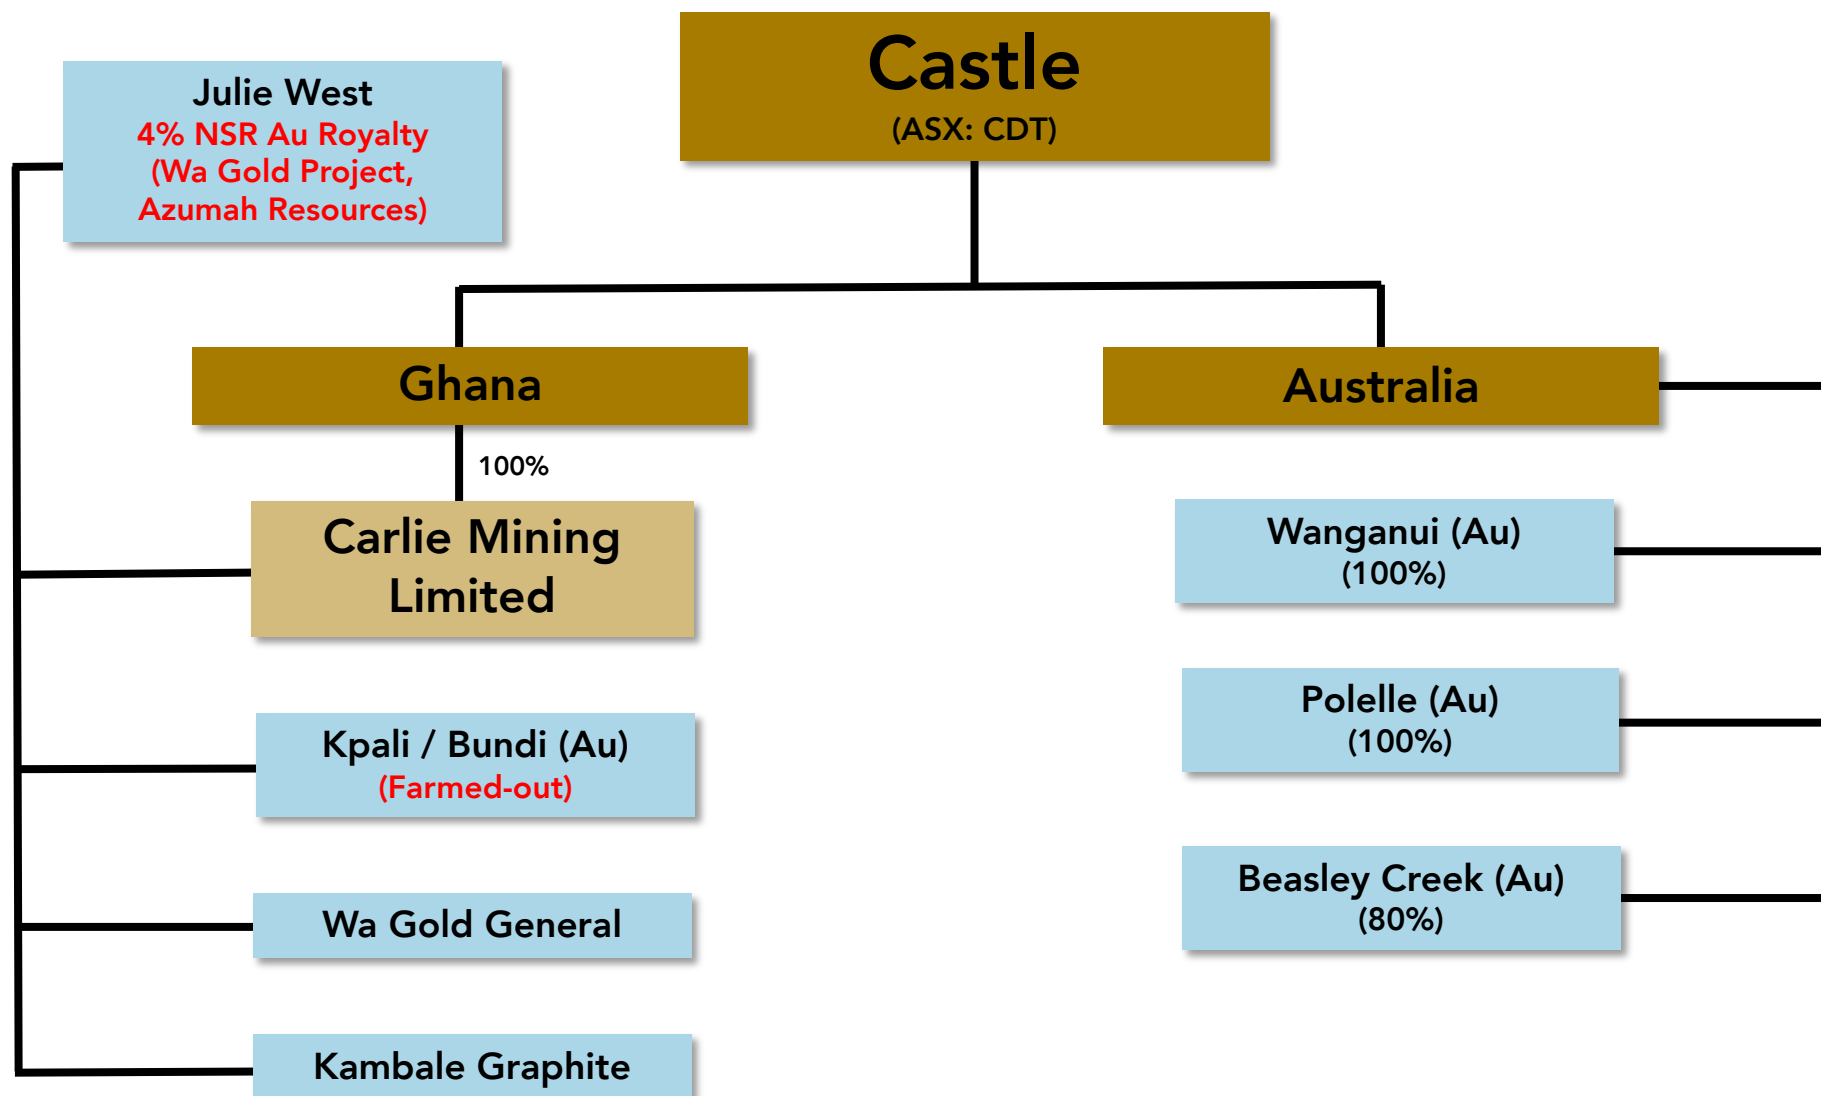 Castle
(ASX: CDT)
Julie West
4% NSR Au Royalty
(Wa Gold Project,
Azumah Resources)
Ghana
Australia
100%
Carlie Mining
Limited
Wanganui (Au)
(100%)
Kpali / Bundi (Au)
(Farmed-out)
Polelle (Au)
(100%)
Wa Gold General
Beasley Creek (Au)
(80%)
Kambale Graphite